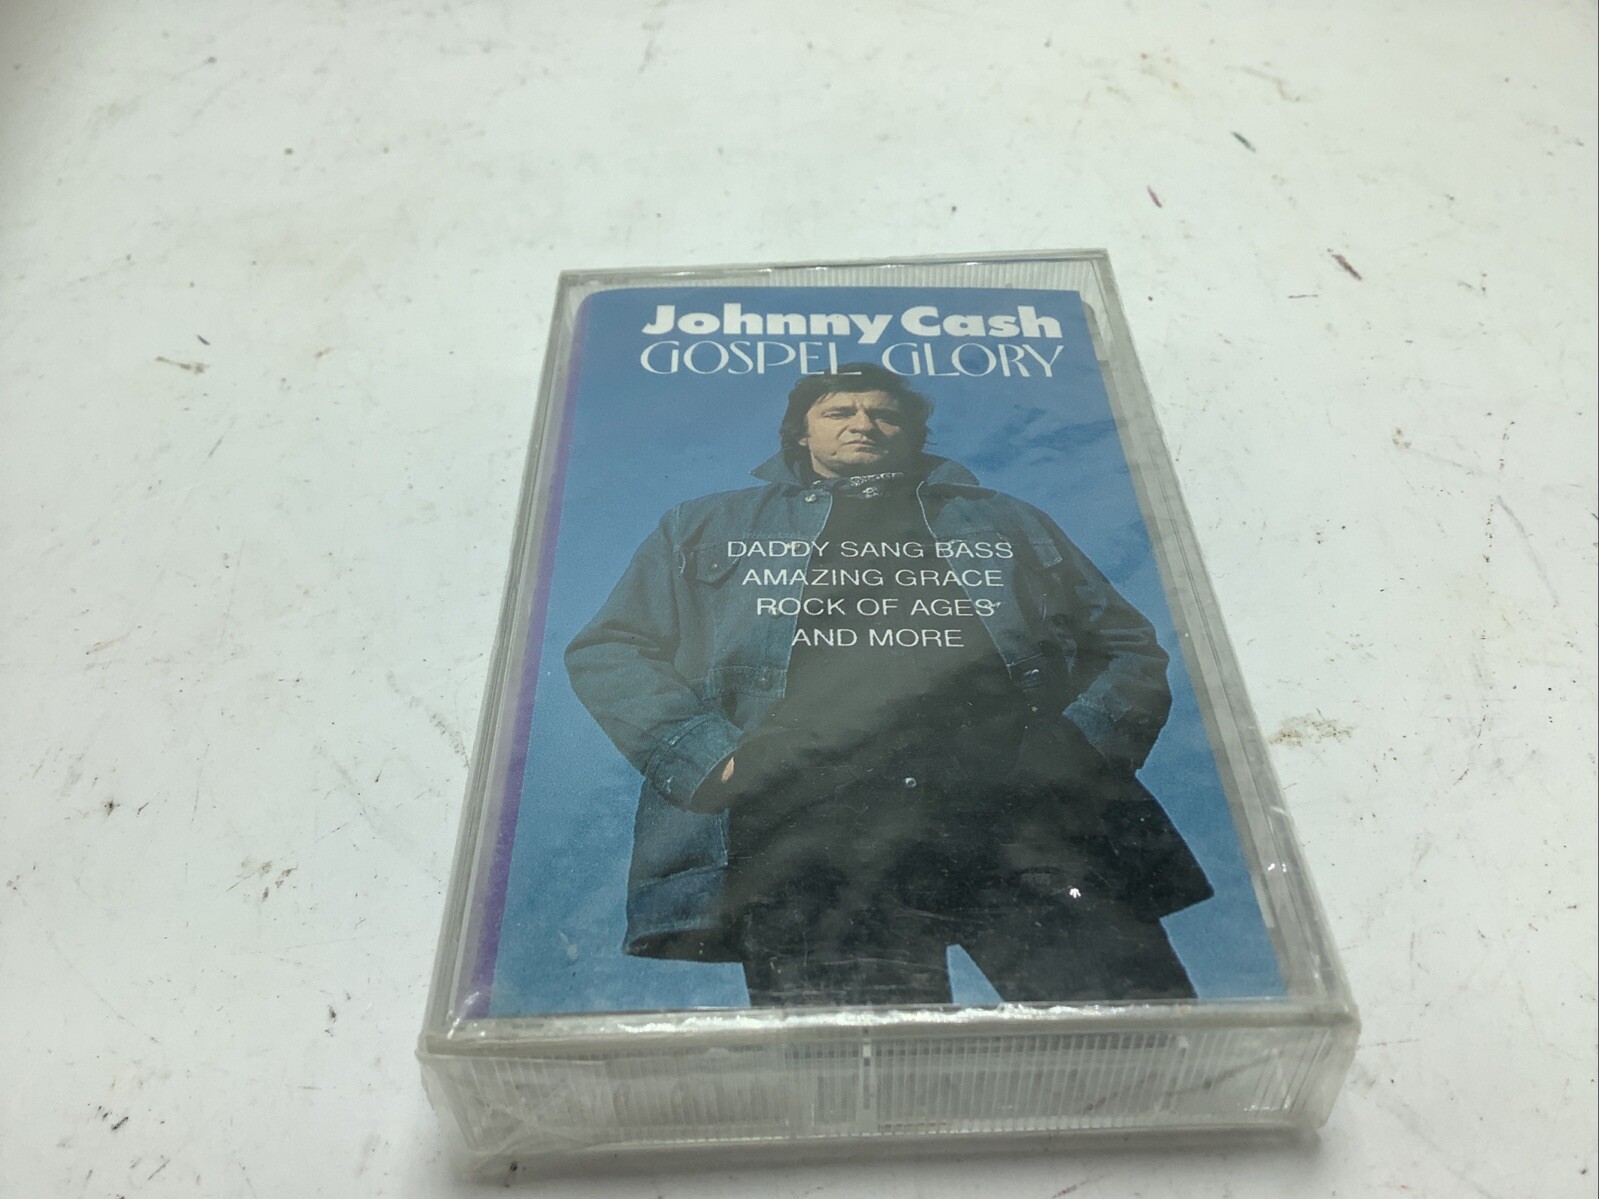 Johnny Cash
GOSPEL GLORY
DADDY SANG BASS
AMAZING GRACE
ROCK OF AGES
AND MORE